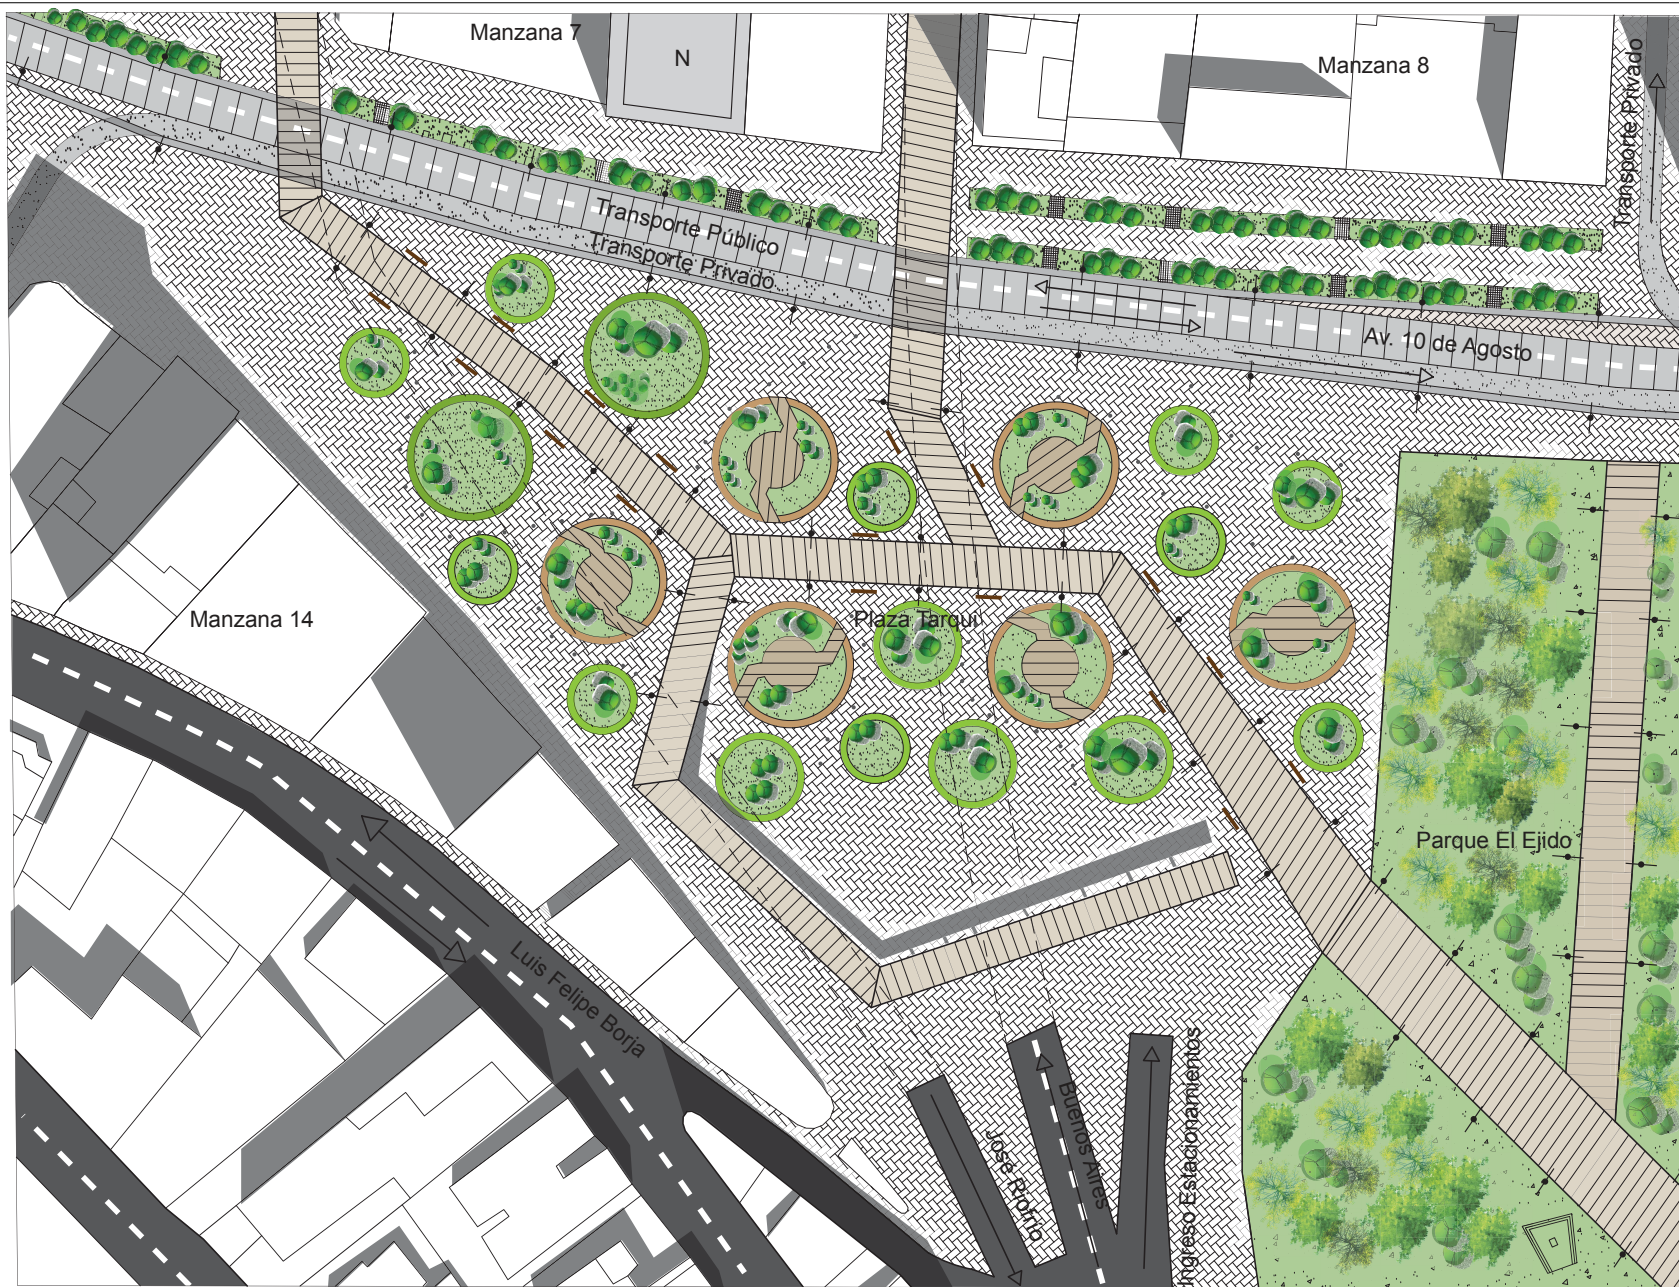 Manzana 7
N
Manzana 8
Transporte Privado
Transporte Público
Transporte Privado
Av. 10 de Agosto
Manzana 14
Plaza Tarqui
Parque El Ejido
Luis Felipe Borja
José Riofrío
Buenos Aires
Ingreso Estacionamientos